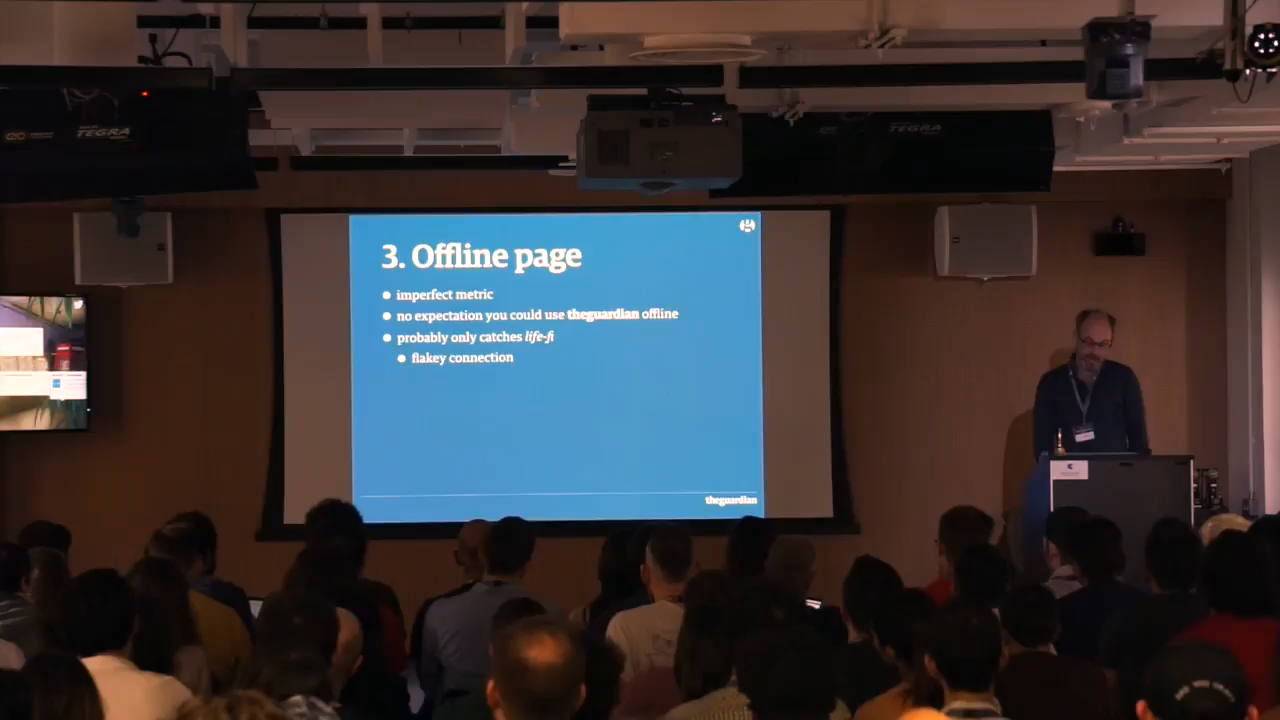 TEGRA
TEGRA
3. Offline page
imperfect metric
no expectation you could use theguardian offline
probably only catches life-fi
flakey connection
theguardian